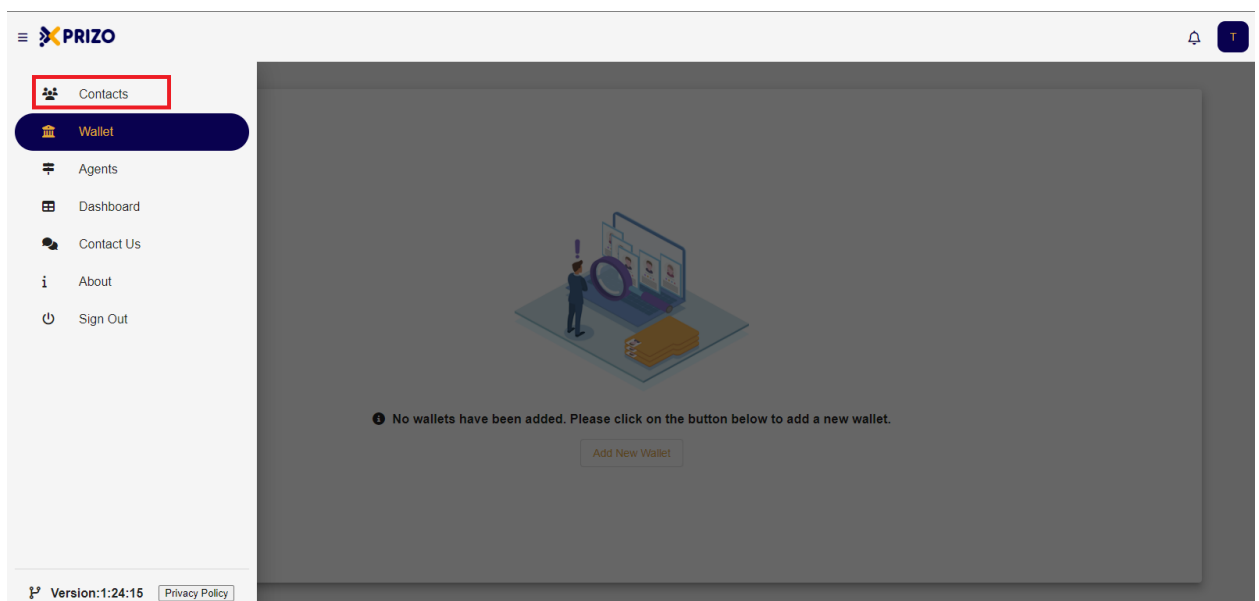 XPRIZO
T
Contacts
Wallet
Agents
Dashboard
Contact Us
About
Sign Out
No wallets have been added. Please click on the button below to add a new wallet.
Add New Wallet
Version:1:24:15 Privacy Policy